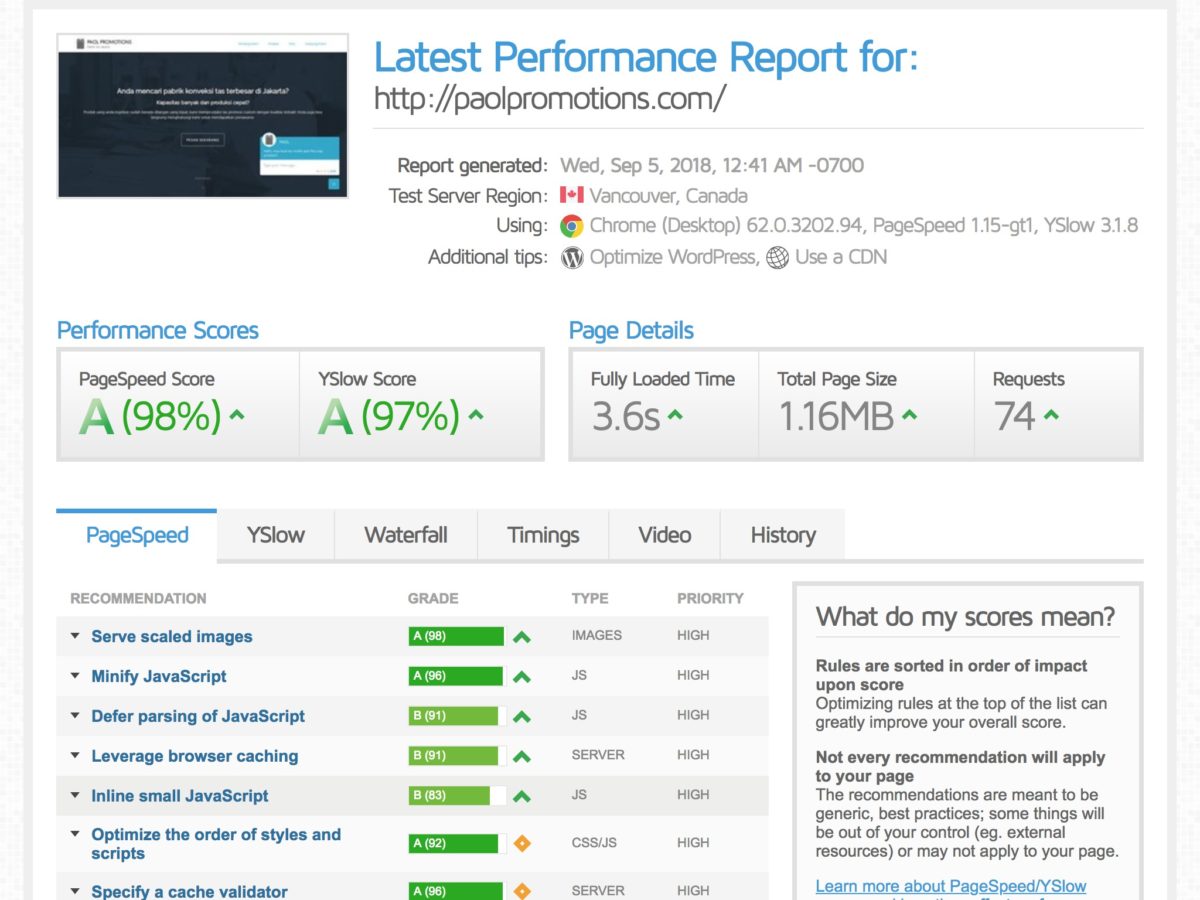 PAOL PROMOTIONS
Anda mencari pabrik konveksi tas terbesar di Jakarta?
Kapasitas banyak dan produksi cepat?
Latest Performance Report for:
http://paolpromotions.com/
Report generated: Wed, Sep 5, 2018, 12:41 AM -0700
Test Server Region: Vancouver, Canada
Using: Chrome (Desktop) 62.0.3202.94, PageSpeed 1.15-gt1, YSlow 3.1.8
Additional tips: Optimize WordPress, Use a CDN
Performance Scores
PageSpeed Score
A (98%)
YSlow Score
A (97%)
Page Details
Fully Loaded Time
3.6s
Total Page Size
1.16MB
Requests
74
PageSpeed YSlow Waterfall Timings Video History
RECOMMENDATION GRADE TYPE PRIORITY
Serve scaled images A (98) IMAGES HIGH
Minify JavaScript A (96) JS HIGH
Defer parsing of JavaScript B (91) JS HIGH
Leverage browser caching B (91) SERVER HIGH
Inline small JavaScript B (83) JS HIGH
Optimize the order of styles and
scripts A (92) CSS/JS HIGH
Specify a cache validator A (96) SERVER HIGH
What do my scores mean?
Rules are sorted in order of impact
upon score
Optimizing rules at the top of the list can
greatly improve your overall score.
Not every recommendation will apply
to your page
The recommendations are meant to be
generic, best practices; some things will
be out of your control (eg. external
resources) or may not apply to your page.
Learn more about PageSpeed/YSlow